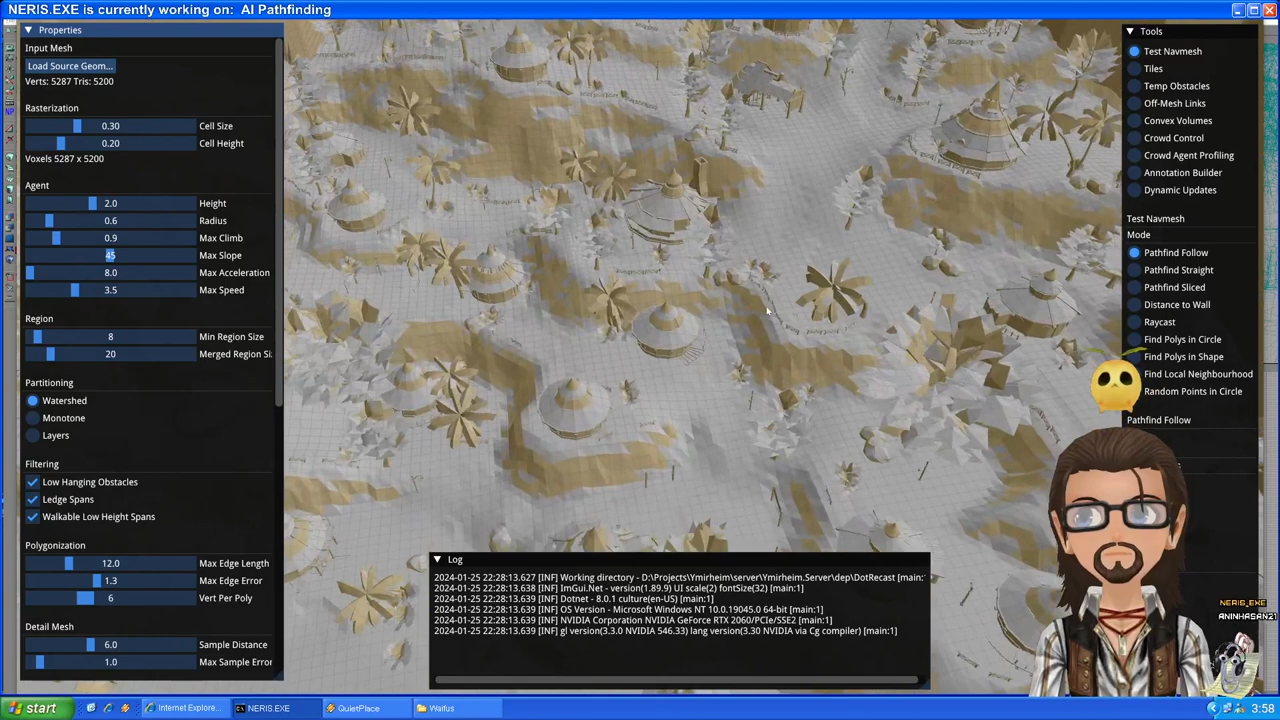 NERIS.EXE is currently working on: AI Pathfinding
Properties
Input Mesh
Load Source Geom...
Verts: 5287 Tris: 5200
Rasterization
0.30 Cell Size
0.20 Cell Height
Voxels 5287 x 5200
Agent
2.0 Height
0.6 Radius
0.9 Max Climb
45 Max Slope
8.0 Max Acceleration
3.5 Max Speed
Region
8 Min Region Size
20 Merged Region Si
Partitioning
Watershed
Monotone
Layers
Filtering
Low Hanging Obstacles
Ledge Spans
Walkable Low Height Spans
Polygonization
12.0 Max Edge Length
1.3 Max Edge Error
6 Vert Per Poly
Detail Mesh
6.0 Sample Distance
1.0 Max Sample Error
Tools
Test Navmesh
Tiles
Temp Obstacles
Off-Mesh Links
Convex Volumes
Crowd Control
Crowd Agent Profiling
Annotation Builder
Dynamic Updates
Test Navmesh
Mode
Pathfind Follow
Pathfind Straight
Pathfind Sliced
Distance to Wall
Raycast
Find Polys in Circle
Find Polys in Shape
Find Local Neighbourhood
Random Points in Circle
Pathfind Follow
Log
2024-01-25 22:28:13.627 [INF] Working directory - D:\Projects\Ymirheim\server\Ymirheim.Server\dep\DotRecast [main:
2024-01-25 22:28:13.638 [INF] ImGui.Net - version(1.89.9) UI scale(2) fontSize(32) [main:1]
2024-01-25 22:28:13.639 [INF] Dotnet - 8.0.1 culture(en-US) [main:1]
2024-01-25 22:28:13.639 [INF] OS Version - Microsoft Windows NT 10.0.19045.0 64-bit [main:1]
2024-01-25 22:28:13.639 [INF] NVIDIA Corporation NVIDIA GeForce RTX 2060/PCIe/SSE2 [main:1]
2024-01-25 22:28:13.639 [INF] gl version(3.3.0 NVIDIA 546.33) lang version(3.30 NVIDIA via Cg compiler) [main:1]
NERIS_EXE
ANINHASAN21
start
Internet Explore...
NERIS.EXE
QuietPlace
Waifus
3:58